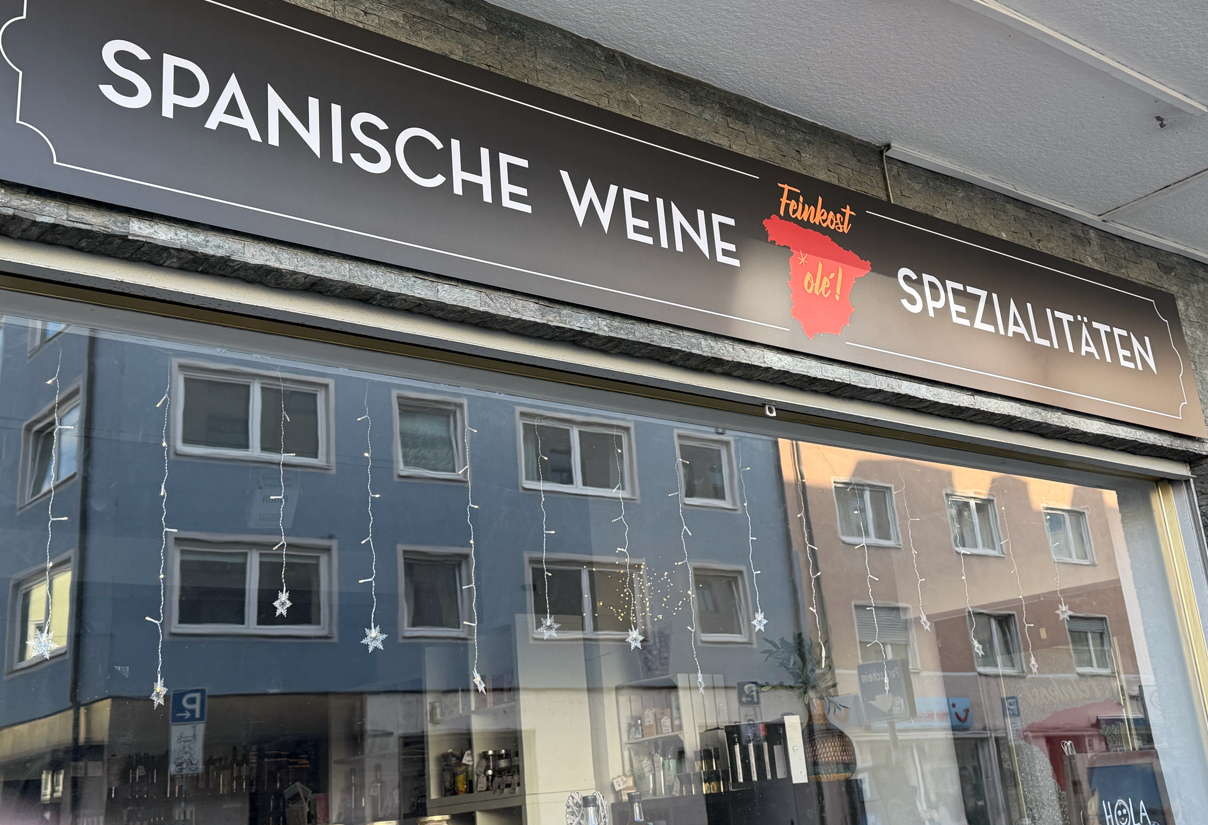 SPANISCHE WEINE
Feinkost
olé!
SPEZIALITÄTEN
P
HOLA